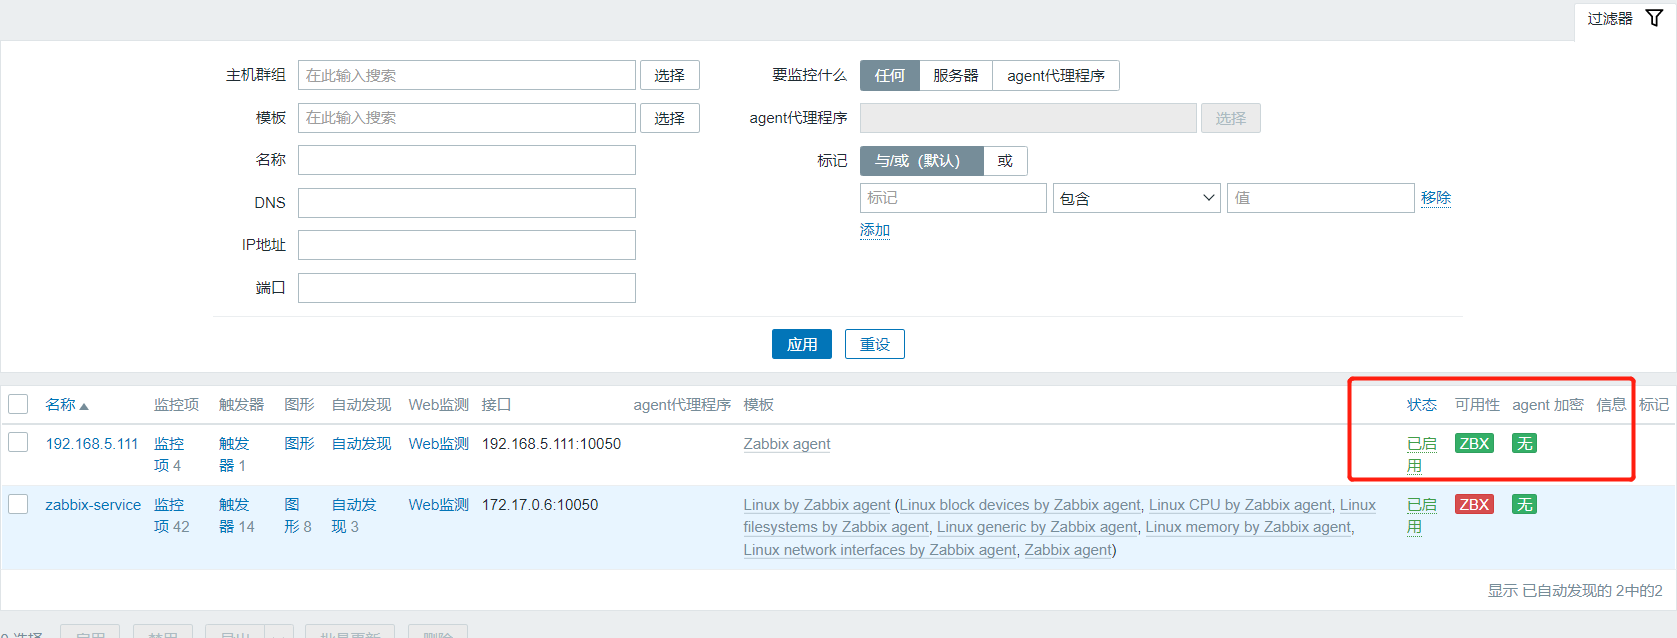 过滤器
主机群组 在此输入搜索 选择
模板 在此输入搜索 选择
名称
DNS
IP地址
端口
要监控什么 任何 服务器 agent代理程序
agent代理程序 选择
标记 与/或（默认） 或
标记 包含 值 移除
添加
应用 重设
名称 监控项 触发器 图形 自动发现 Web监测 接口 agent代理程序 模板 状态 可用性 agent 加密 信息 标记
192.168.5.111 监控项 4 触发器 1 图形 自动发现 Web监测 192.168.5.111:10050 Zabbix agent 已启用 ZBX 无
zabbix-service 监控项 42 触发器 14 图形 8 自动发现 3 Web监测 172.17.0.6:10050 Linux by Zabbix agent (Linux block devices by Zabbix agent, Linux CPU by Zabbix agent, Linux
filesystems by Zabbix agent, Linux generic by Zabbix agent, Linux memory by Zabbix agent,
Linux network interfaces by Zabbix agent, Zabbix agent) 已启用 ZBX 无
显示 已自动发现的 2中的2
0 选择 启用 禁用 导出 批量更新 删除